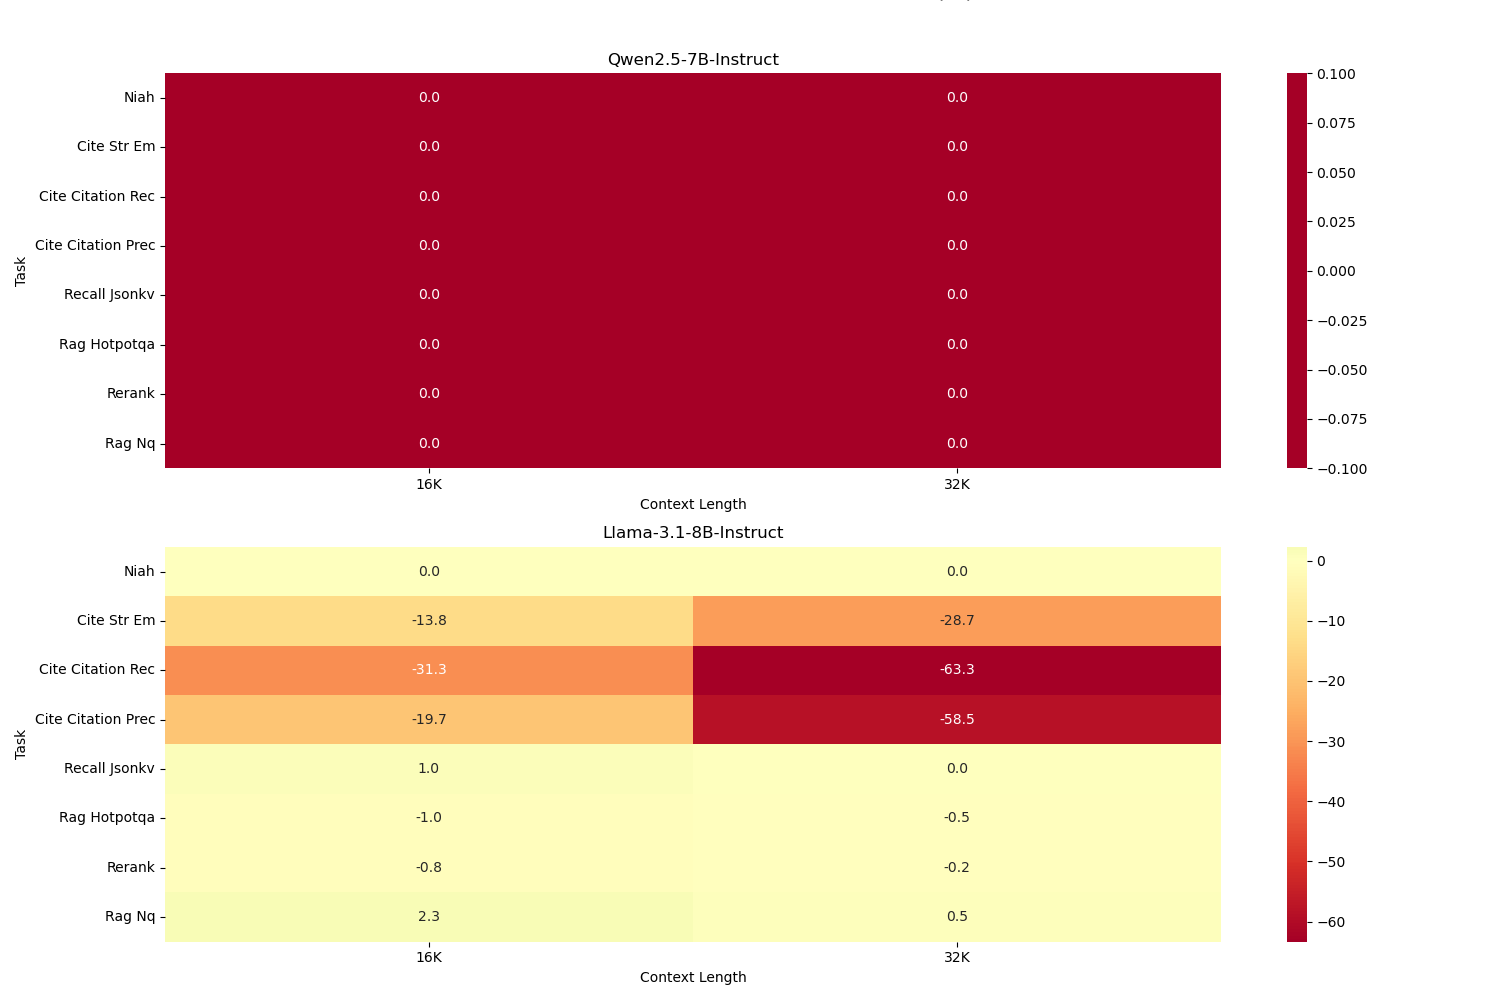 Qwen2.5-7B-Instruct
Niah 0.0 0.0
Cite Str Em 0.0 0.0
Cite Citation Rec 0.0 0.0
Cite Citation Prec 0.0 0.0
Recall Jsonkv 0.0 0.0
Rag Hotpotqa 0.0 0.0
Rerank 0.0 0.0
Rag Nq 0.0 0.0
Task
16K 32K
Context Length
0.100
0.075
0.050
0.025
0.000
−0.025
−0.050
−0.075
−0.100
Llama-3.1-8B-Instruct
Niah 0.0 0.0
Cite Str Em -13.8 -28.7
Cite Citation Rec -31.3 -63.3
Cite Citation Prec -19.7 -58.5
Recall Jsonkv 1.0 0.0
Rag Hotpotqa -1.0 -0.5
Rerank -0.8 -0.2
Rag Nq 2.3 0.5
Task
16K 32K
Context Length
0
−10
−20
−30
−40
−50
−60